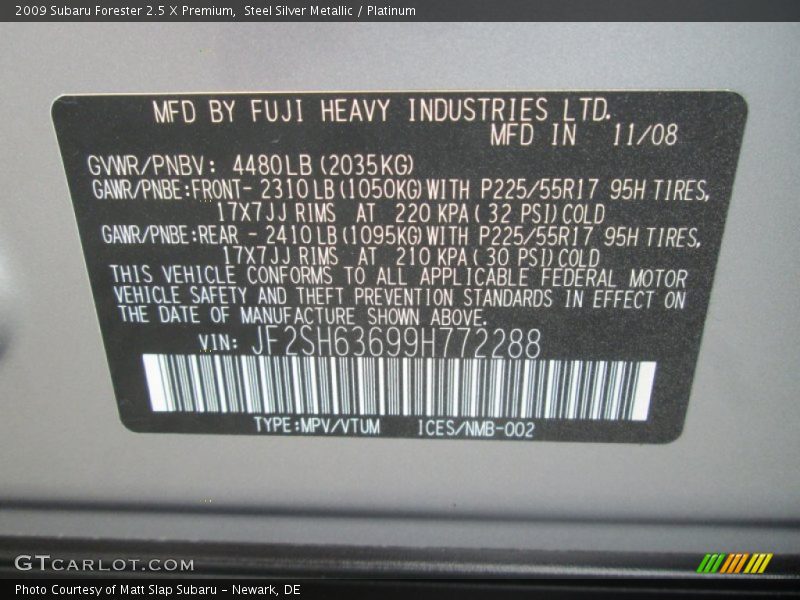 2009 Subaru Forester 2.5 X Premium,  Steel Silver Metallic / Platinum
MFD BY FUJI HEAVY INDUSTRIES LTD.
MFD IN 11/08
GVWR/PNBV: 4480LB(2035KG)
GAWR/PNBE:FRONT- 2310LB(1050KG)WITH P225/55R17 95H TIRES,
17X7JJ RIMS AT 220 KPA( 32 PSI)COLD
GAWR/PNBE:REAR - 2410LB(1095KG)WITH P225/55R17 95H TIRES,
17X7JJ RIMS AT 210 KPA( 30 PSI)COLD
THIS VEHICLE CONFORMS TO ALL APPLICABLE FEDERAL MOTOR
VEHICLE SAFETY AND THEFT PREVENTION STANDARDS IN EFFECT ON
THE DATE OF MANUFACTURE SHOWN ABOVE.
VIN: JF2SH63699H772288
TYPE:MPV/VTUM ICES/NMB-002
GTCARLOT.COM
Photo Courtesy of Matt Slap Subaru - Newark, DE